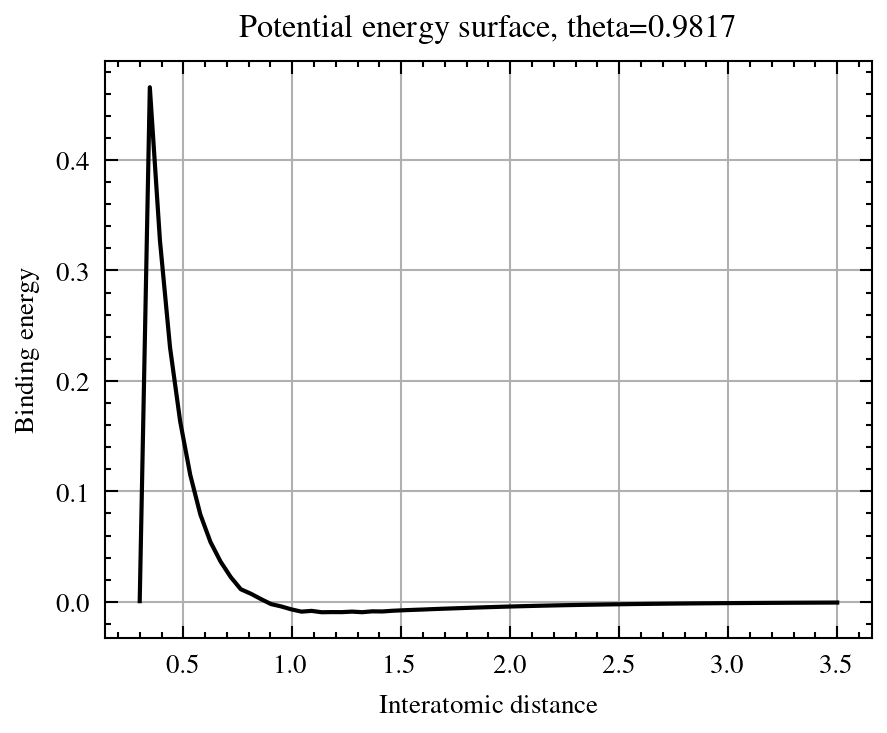 Potential energy surface, theta=0.9817
Binding energy
0.4
0.3
0.2
0.1
0.0
0.5 1.0 1.5 2.0 2.5 3.0 3.5
Interatomic distance